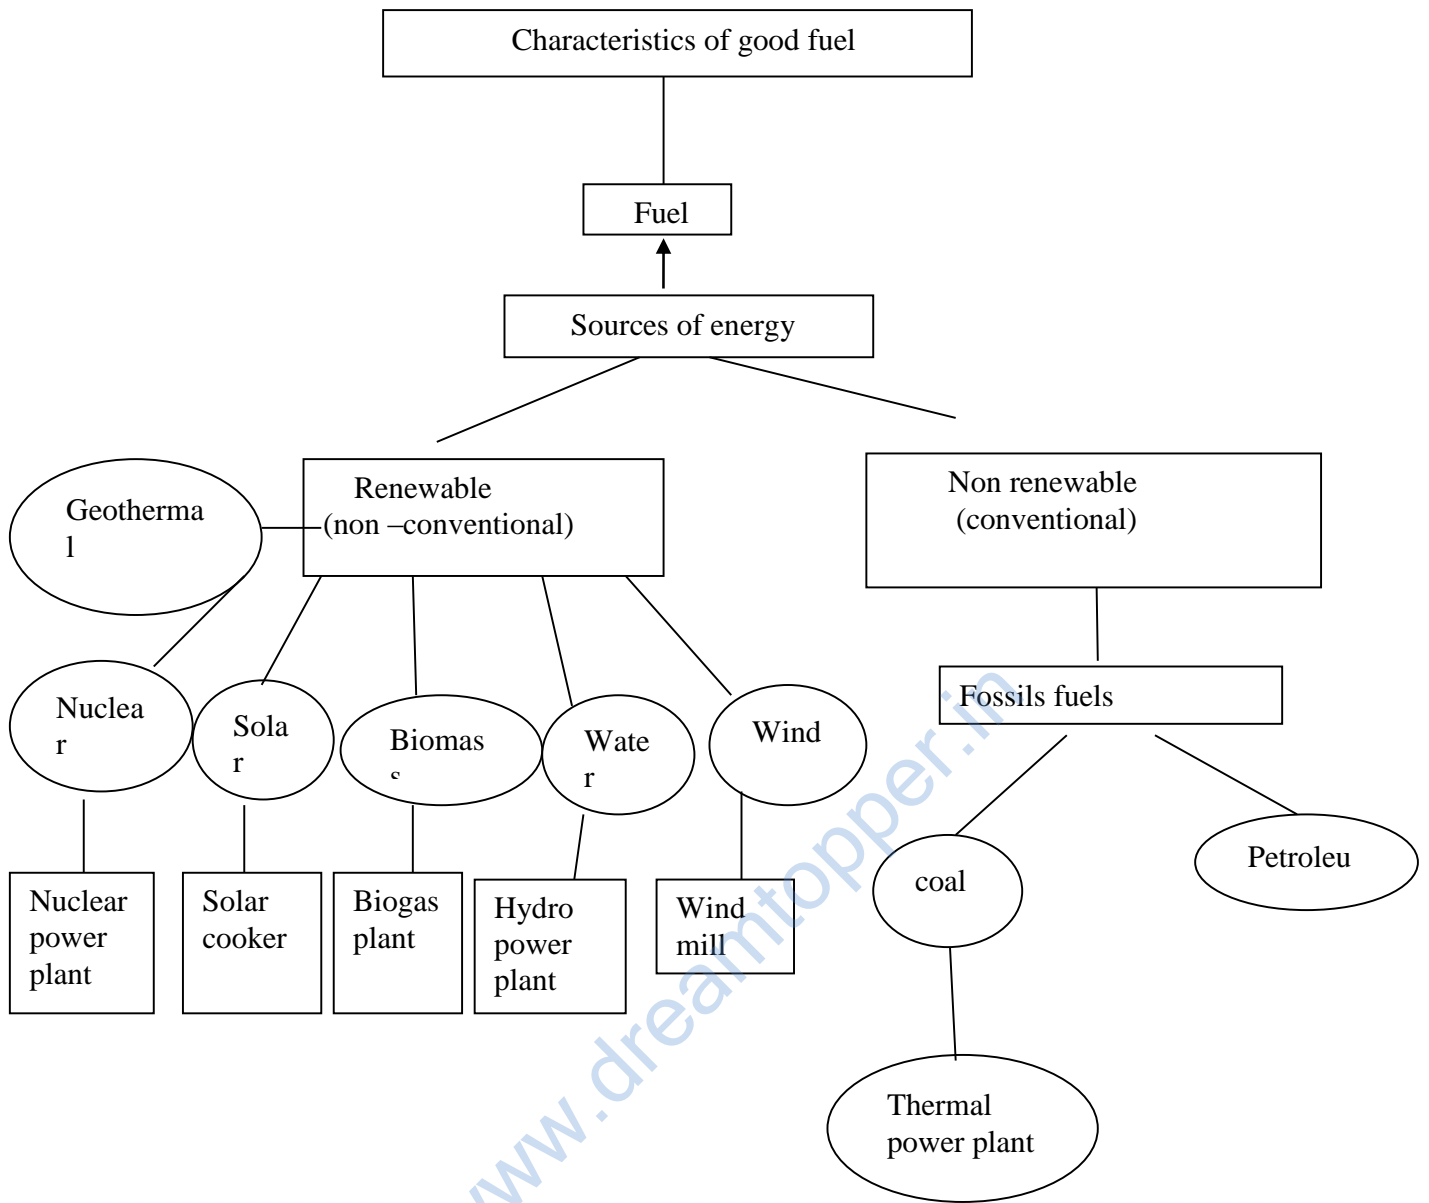 Characteristics of good fuel
Fuel
Sources of energy
Renewable
(non –conventional)
Non renewable
(conventional)
Geotherma
l
Fossils fuels
Nuclea
r
Sola
r
Biomas
s
Wate
r
Wind
coal
Petroleu
Nuclear
power
plant
Solar
cooker
Biogas
plant
Hydro
power
plant
Wind
mill
Thermal
power plant
www.dreamtopper.in